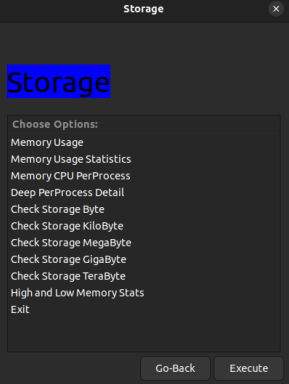 Storage
Storage
Choose Options:
Memory Usage
Memory Usage Statistics
Memory CPU PerProcess
Deep PerProcess Detail
Check Storage Byte
Check Storage KiloByte
Check Storage MegaByte
Check Storage GigaByte
Check Storage TeraByte
High and Low Memory Stats
Exit
Go-Back Execute